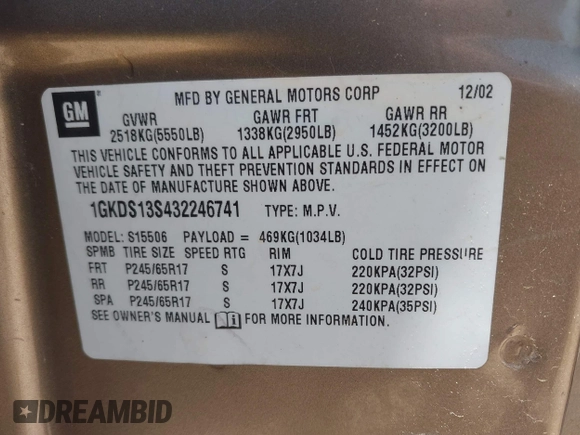 GM
MFD BY GENERAL MOTORS CORP 12/02
GVWR GAWR FRT GAWR RR
2518KG(5550LB) 1338KG(2950LB) 1452KG(3200LB)
THIS VEHICLE CONFORMS TO ALL APPLICABLE U.S. FEDERAL MOTOR
VEHICLE SAFETY AND THEFT PREVENTION STANDARDS IN EFFECT ON
THE DATE OF MANUFACTURE SHOWN ABOVE.
1GKDS13S432246741 TYPE: M.P.V.
MODEL: S15506 PAYLOAD = 469KG(1034LB)
SPMB TIRE SIZE SPEED RTG RIM COLD TIRE PRESSURE
FRT P245/65R17 S 17X7J 220KPA(32PSI)
RR P245/65R17 S 17X7J 220KPA(32PSI)
SPA P245/65R17 S 17X7J 240KPA(35PSI)
SEE OWNER'S MANUAL FOR MORE INFORMATION.
DREAMBID